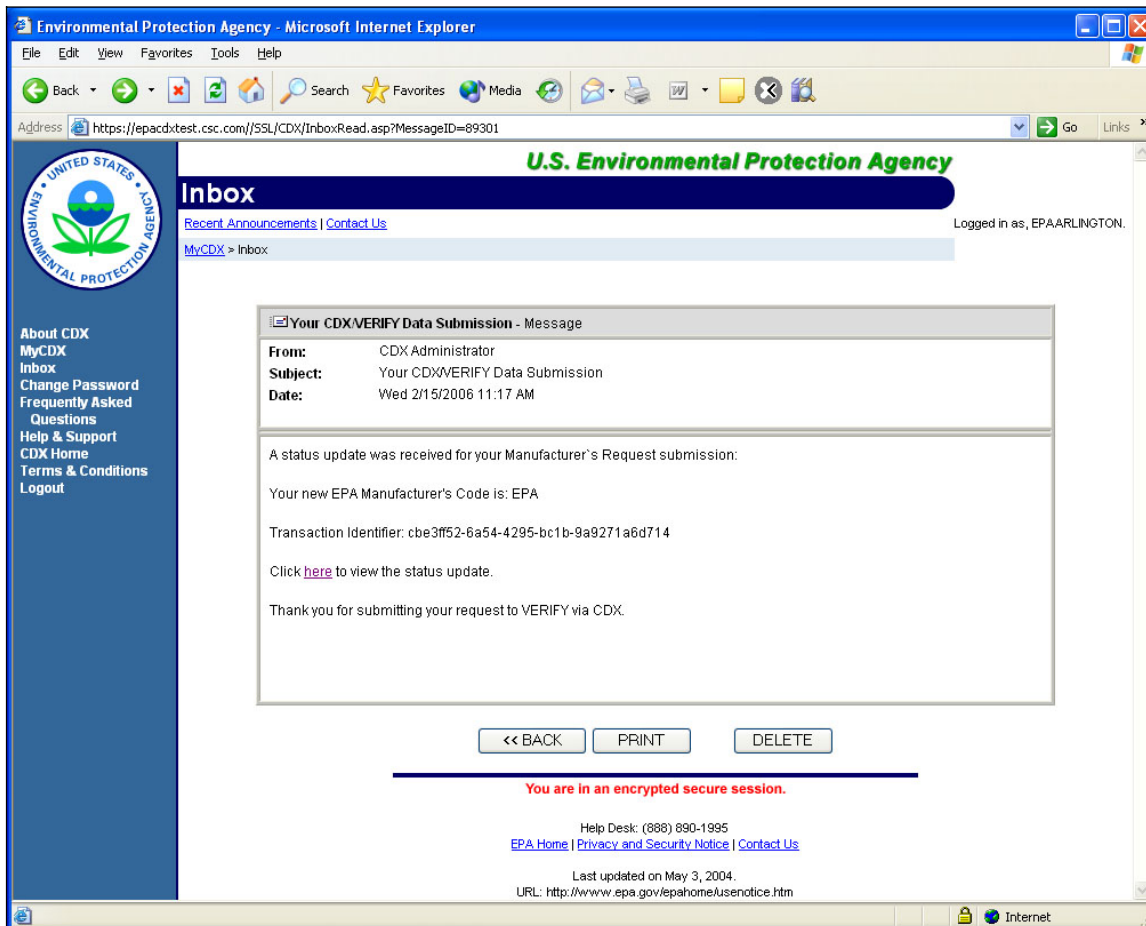 Environmental Protection Agency - Microsoft Internet Explorer
File Edit View Favorites Tools Help
Back Search Favorites Media
Address https://epacdxtest.csc.com//SSL/CDX/InboxRead.asp?MessageID=89301 Go Links »
UNITED STATES ENVIRONMENTAL PROTECTION AGENCY
U.S. Environmental Protection Agency
Inbox
Recent Announcements | Contact Us
Logged in as, EPAARLINGTON.
MyCDX > Inbox
About CDX
MyCDX
Inbox
Change Password
Frequently Asked
Questions
Help & Support
CDX Home
Terms & Conditions
Logout
Your CDX/VERIFY Data Submission - Message
From: CDX Administrator
Subject: Your CDX/VERIFY Data Submission
Date: Wed 2/15/2006 11:17 AM
A status update was received for your Manufacturer`s Request submission:
Your new EPA Manufacturer's Code is: EPA
Transaction Identifier: cbe3ff52-6a54-4295-bc1b-9a9271a6d714
Click here to view the status update.
Thank you for submitting your request to VERIFY via CDX.
<< BACK PRINT DELETE
You are in an encrypted secure session.
Help Desk: (888) 890-1995
EPA Home | Privacy and Security Notice | Contact Us
Last updated on May 3, 2004.
URL: http://www.epa.gov/epahome/usenotice.htm
Internet